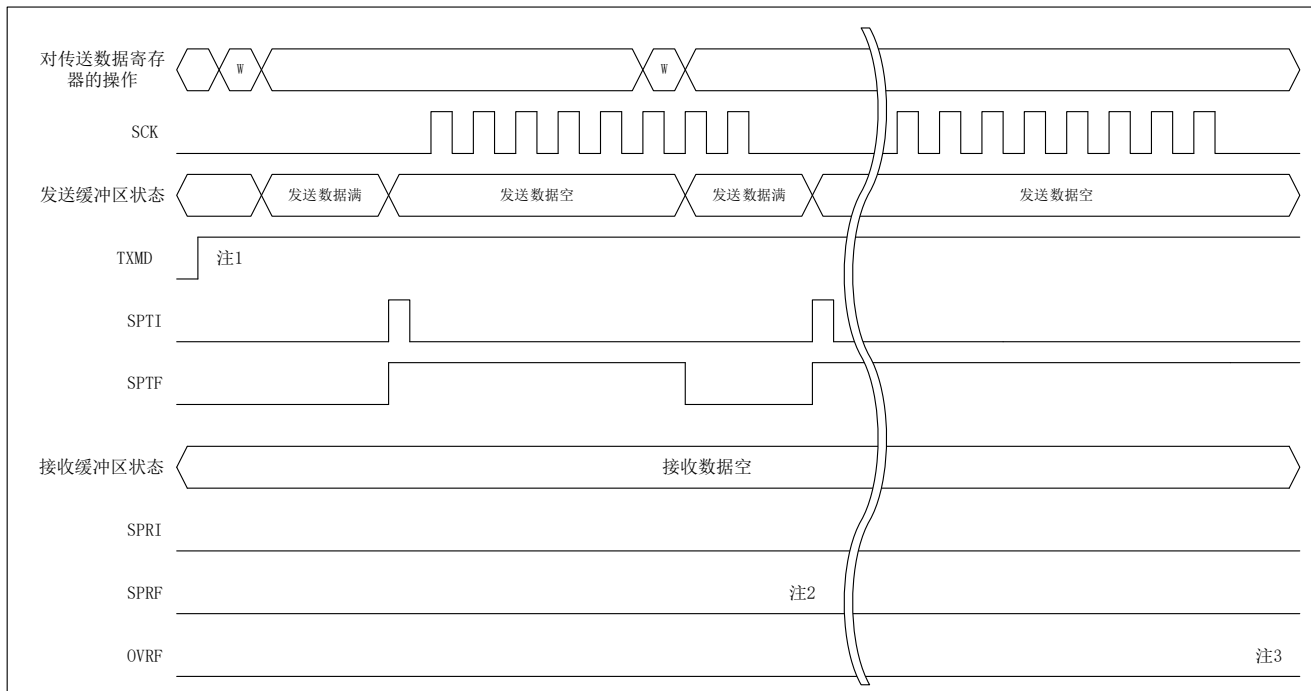 对传送数据寄存
器的操作
W
W
SCK
发送缓冲区状态
发送数据满
发送数据空
发送数据满
发送数据空
TXMD
注1
SPTI
SPTF
接收缓冲区状态
接收数据空
SPRI
SPRF
注2
OVRF
注3